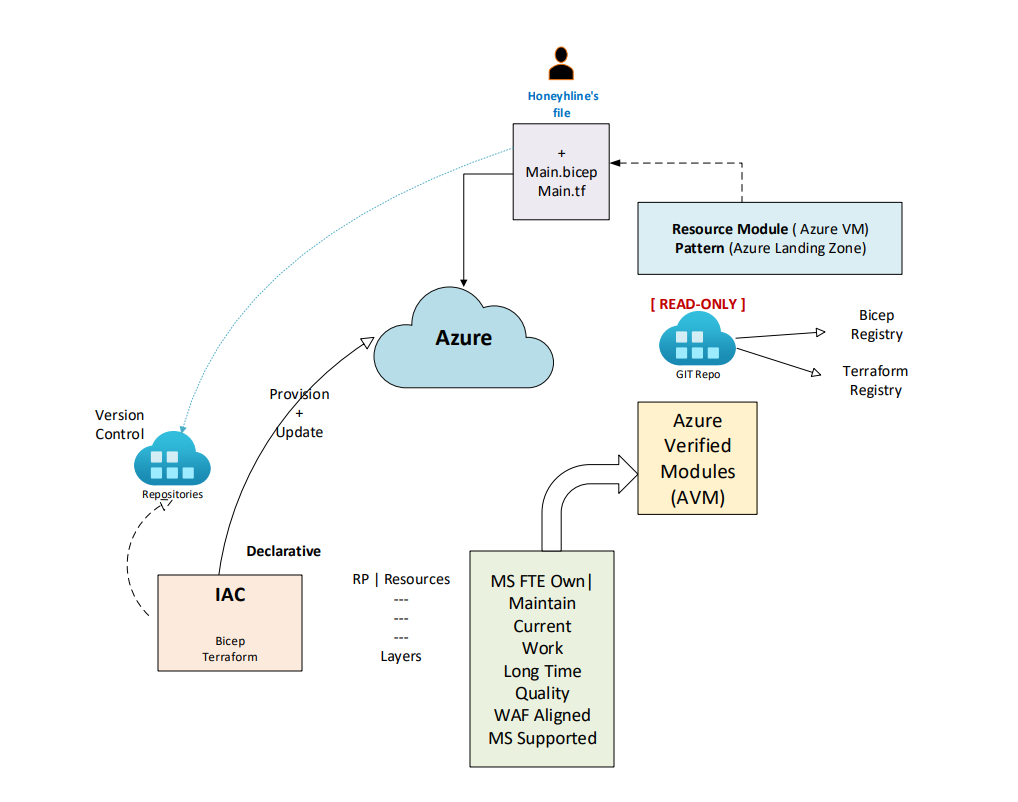 Honeyhline's
file
+
Main.bicep
Main.tf
Resource Module ( Azure VM)
Pattern (Azure Landing Zone)
[ READ-ONLY ]
GIT Repo
Bicep
Registry
Terraform
Registry
Azure
Provision
+
Update
Version
Control
Repositories
Azure
Verified
Modules
(AVM)
Declarative
IAC
Bicep
Terraform
RP | Resources
---
---
---
Layers
MS FTE Own|
Maintain
Current
Work
Long Time
Quality
WAF Aligned
MS Supported